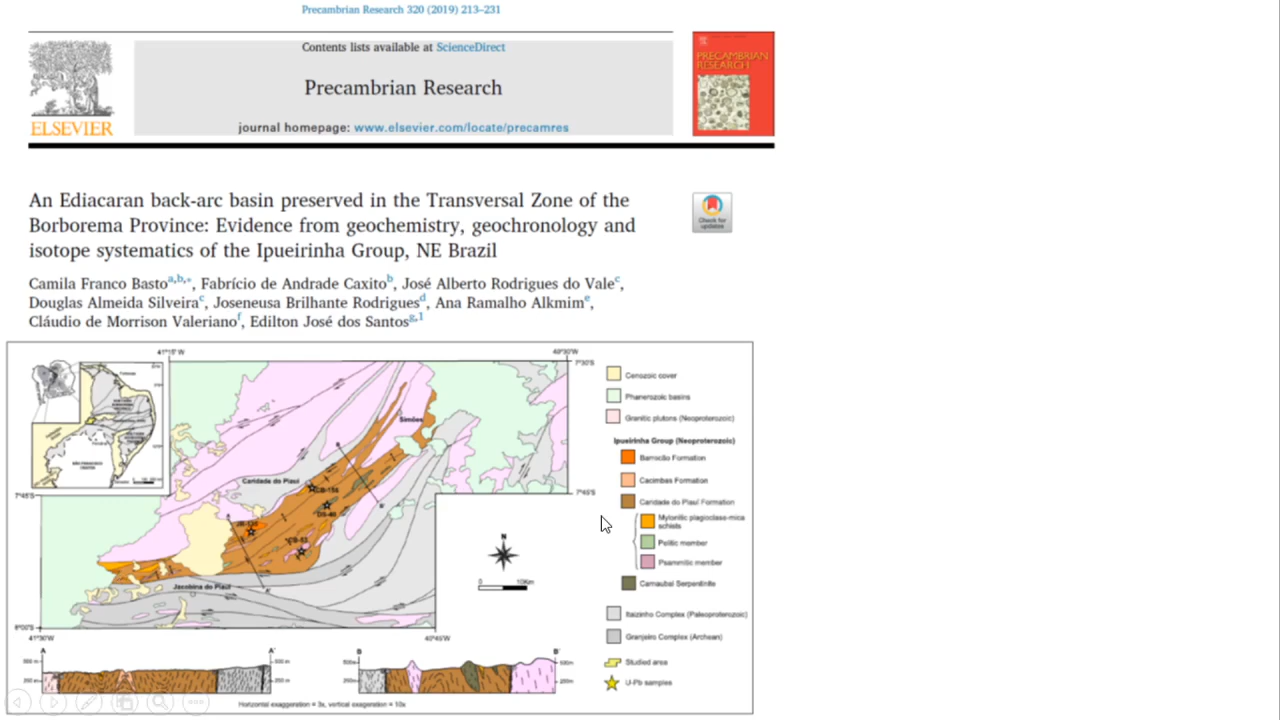 Precambrian Research 320 (2019) 213–231
Contents lists available at ScienceDirect
Precambrian Research
journal homepage: www.elsevier.com/locate/precamres
ELSEVIER
PRECAMBRIAN
RESEARCH
Check for
updates
An Ediacaran back-arc basin preserved in the Transversal Zone of the
Borborema Province: Evidence from geochemistry, geochronology and
isotope systematics of the Ipueirinha Group, NE Brazil
Camila Franco Basto a,b,*, Fabrício de Andrade Caxito b, José Alberto Rodrigues do Vale c,
Douglas Almeida Silveira c, Joseneusa Brilhante Rodrigues d, Ana Ramalho Alkmim e,
Cláudio de Morrison Valeriano f, Edilton José dos Santos g,1
7°30'S
Simões
Caridade do Piauí
7°45'S
7°45'S
N
0 10Km
Jacobina do Piauí
8°00'S
41°30'W
40°45'W
A A'
B B'
Horizontal exaggeration = 3x, vertical exageration = 10x
Cenozoic cover
Phanerozoic basins
Granitic plutons (Neoproterozoic)
Ipueirinha Group (Neoproterozoic)
Barrocão Formation
Cacimbas Formation
Caridade do Piauí Formation
Mylonitic plagioclase-mica
schists
Pelitic member
Psammitic member
Carnaubal Serpentinite
Itaizinho Complex (Paleoproterozoic)
Granjeiro Complex (Archean)
Studied area
U-Pb samples